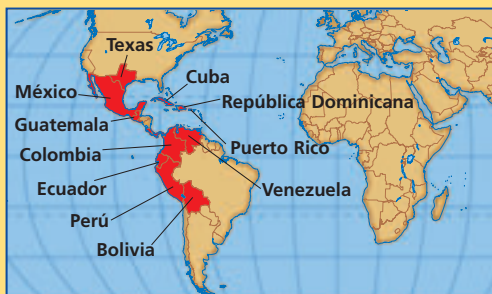 Texas
Cuba
México
República Dominicana
Guatemala
Puerto Rico
Colombia
Ecuador
Venezuela
Perú
Bolivia